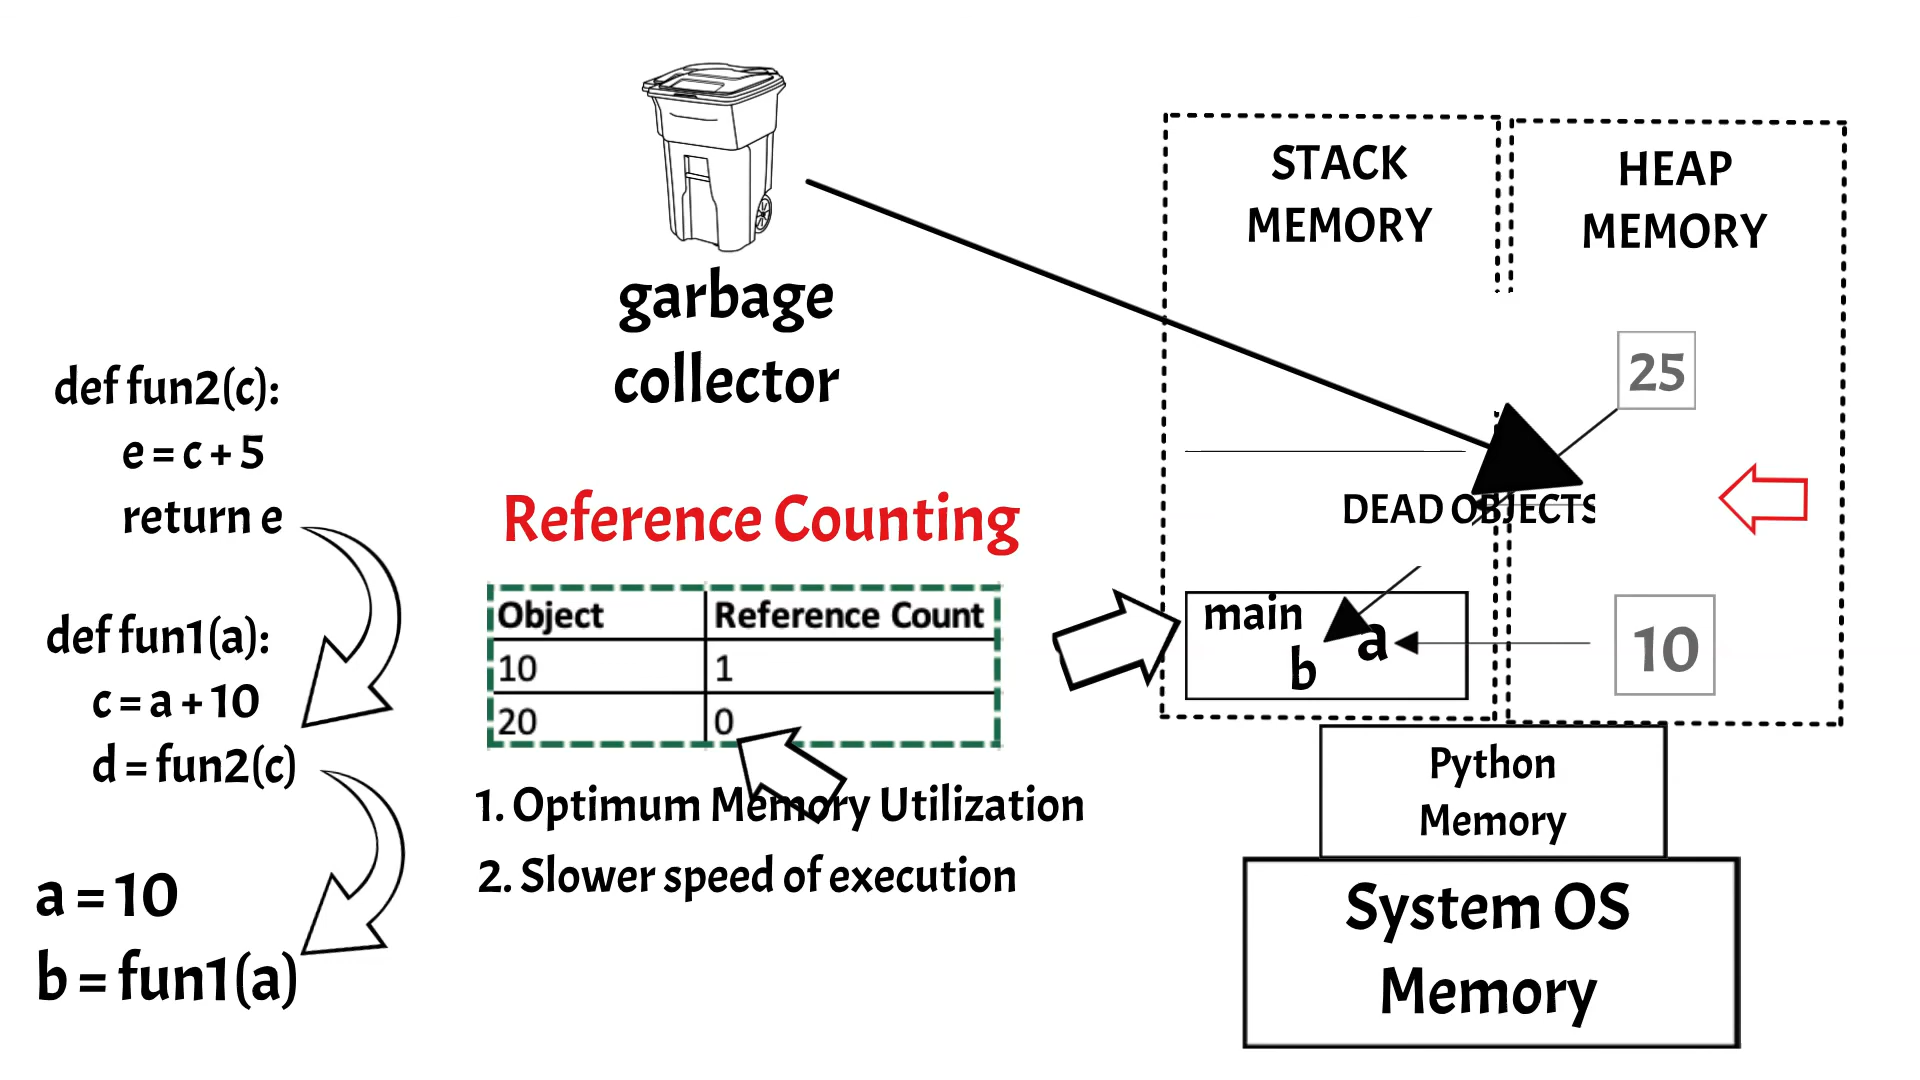 garbage
collector
def fun2(c):
e = c + 5
return e
def fun1(a):
c = a + 10
d = fun2(c)
a = 10
b = fun1(a)
Reference Counting
Object Reference Count
10 1
20 0
1. Optimum Memory Utilization
2. Slower speed of execution
STACK
MEMORY
HEAP
MEMORY
25
DEAD OBJECTS
main
b a
10
Python
Memory
System OS
Memory